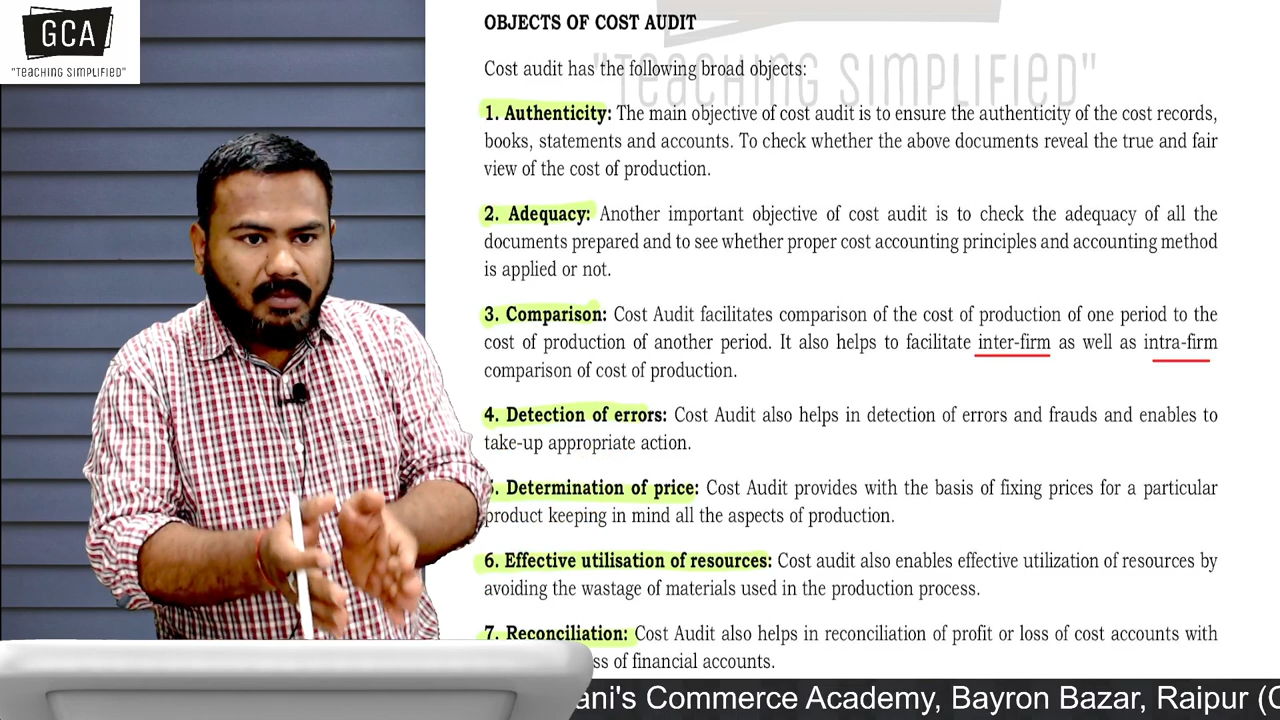 GCA
"TEACHING SIMPLIFIED"
"TEACHING SIMPLIFIED"
OBJECTS OF COST AUDIT
Cost audit has the following broad objects:
1. Authenticity: The main objective of cost audit is to ensure the authenticity of the cost records,
books, statements and accounts. To check whether the above documents reveal the true and fair
view of the cost of production.
2. Adequacy: Another important objective of cost audit is to check the adequacy of all the
documents prepared and to see whether proper cost accounting principles and accounting method
is applied or not.
3. Comparison: Cost Audit facilitates comparison of the cost of production of one period to the
cost of production of another period. It also helps to facilitate inter-firm as well as intra-firm
comparison of cost of production.
4. Detection of errors: Cost Audit also helps in detection of errors and frauds and enables to
take-up appropriate action.
. Determination of price: Cost Audit provides with the basis of fixing prices for a particular
product keeping in mind all the aspects of production.
6. Effective utilisation of resources: Cost audit also enables effective utilization of resources by
avoiding the wastage of materials used in the production process.
7. Reconciliation: Cost Audit also helps in reconciliation of profit or loss of cost accounts with
of financial accounts.
Commerce Academy, Bayron Bazar, Raipur